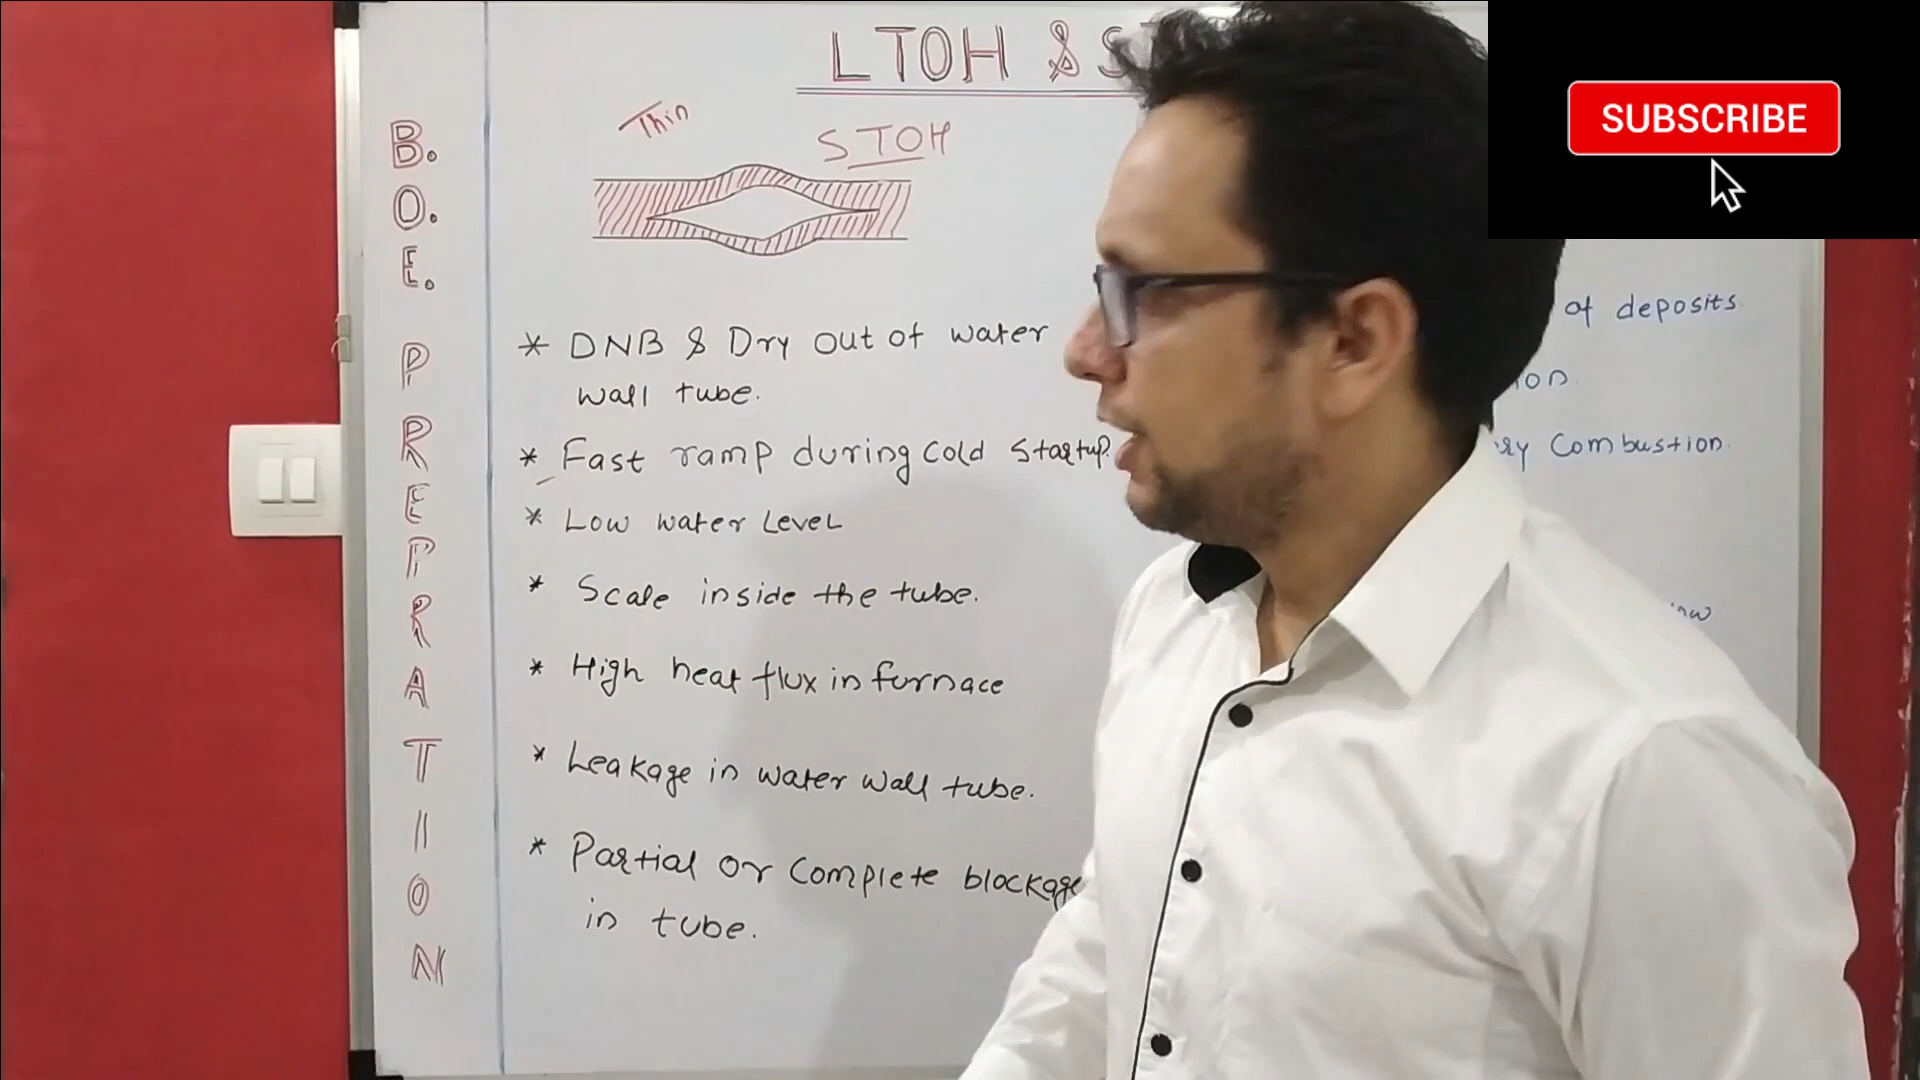 LTOH & S
SUBSCRIBE
Thin
STOH
B.
O.
E.
P
R
E
P
R
A
T
I
O
N
* DNB & Dry out of water
wall tube.
* Fast ramp during cold startup.
* Low water Level
* Scale inside the tube.
* High heat flux in furnace
* Leakage in water wall tube.
* Partial or complete blockage
in tube.
of deposits.
Combustion.